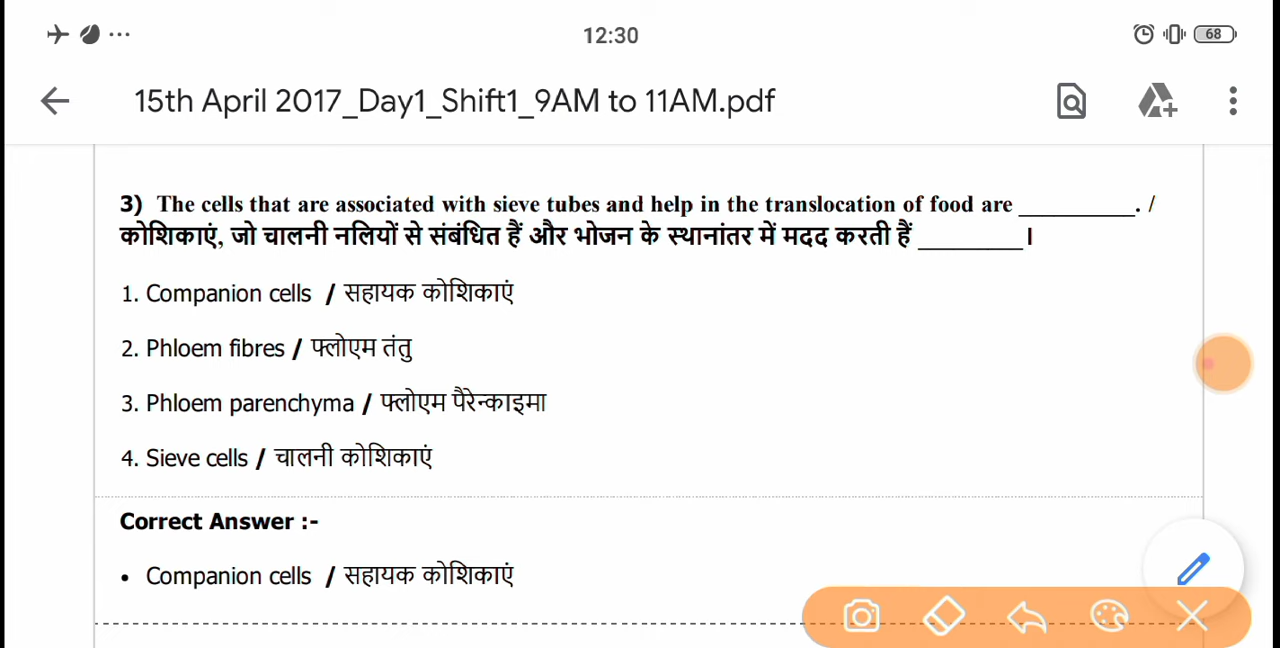 12:30
68
15th April 2017_Day1_Shift1_9AM to 11AM.pdf
3) The cells that are associated with sieve tubes and help in the translocation of food are __________. /
कोशिकाएं, जो चालनी नलियों से संबंधित हैं और भोजन के स्थानांतर में मदद करती हैं _________।
1. Companion cells / सहायक कोशिकाएं
2. Phloem fibres / फ्लोएम तंतु
3. Phloem parenchyma / फ्लोएम पैरेन्काइमा
4. Sieve cells / चालनी कोशिकाएं
Correct Answer :-
• Companion cells / सहायक कोशिकाएं